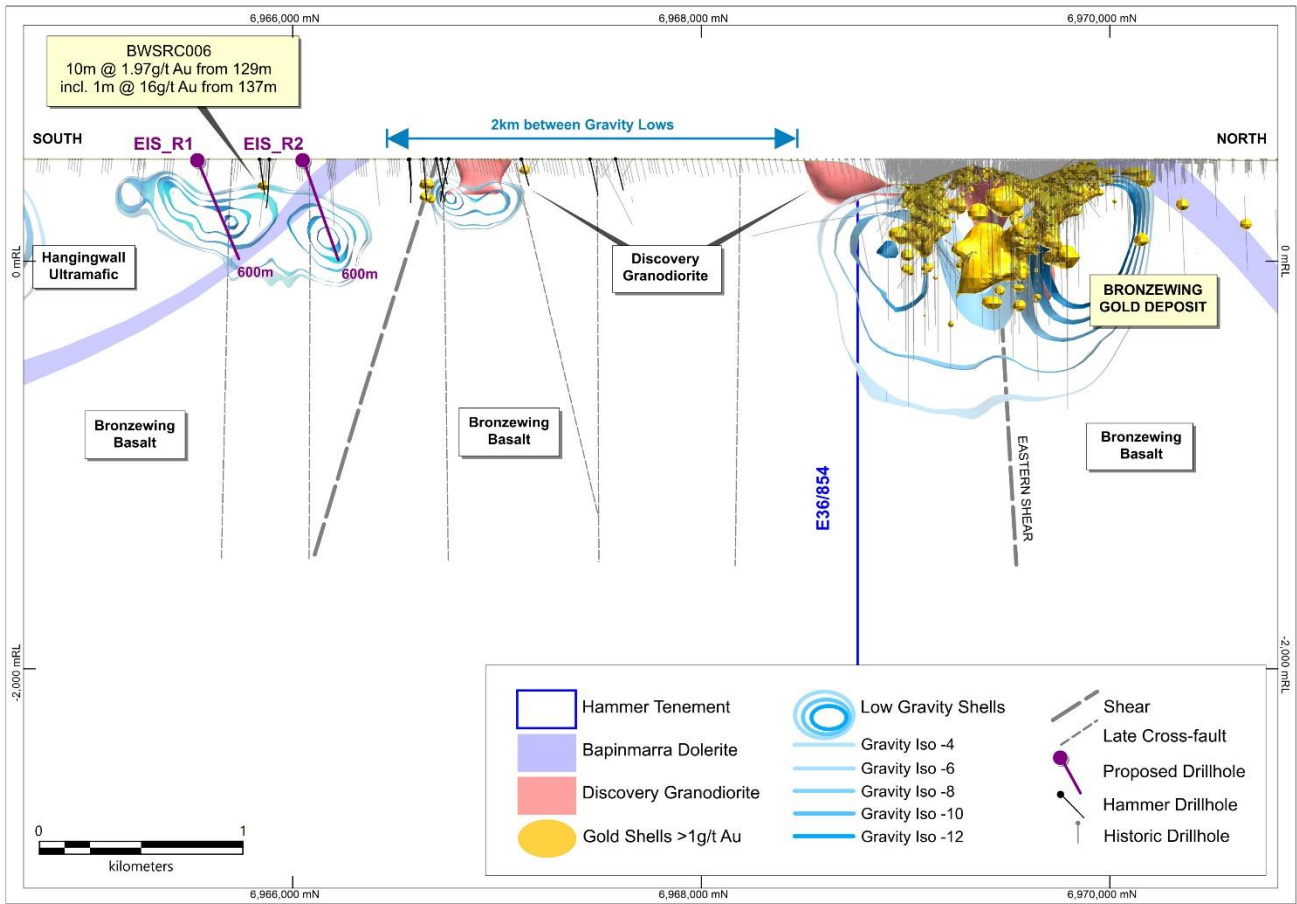 6,966,000 mN
6,968,000 mN
6,970,000 mN
BWSRC006
10m @ 1.97g/t Au from 129m
incl. 1m @ 16g/t Au from 137m
2km between Gravity Lows
SOUTH
EIS_R1
EIS_R2
NORTH
0 mRL
Hangingwall
Ultramafic
600m
600m
Discovery
Granodiorite
BRONZEWING
GOLD DEPOSIT
0 mRL
Bronzewing
Basalt
Bronzewing
Basalt
Bronzewing
Basalt
E36/854
EASTERN SHEAR
-2,000 mRL
-2,000 mRL
Hammer Tenement
Bapinmarra Dolerite
Discovery Granodiorite
Gold Shells >1g/t Au
Low Gravity Shells
Gravity Iso -4
Gravity Iso -6
Gravity Iso -8
Gravity Iso -10
Gravity Iso -12
Shear
Late Cross-fault
Proposed Drillhole
Hammer Drillhole
Historic Drillhole
0
1
kilometers
6,966,000 mN
6,968,000 mN
6,970,000 mN